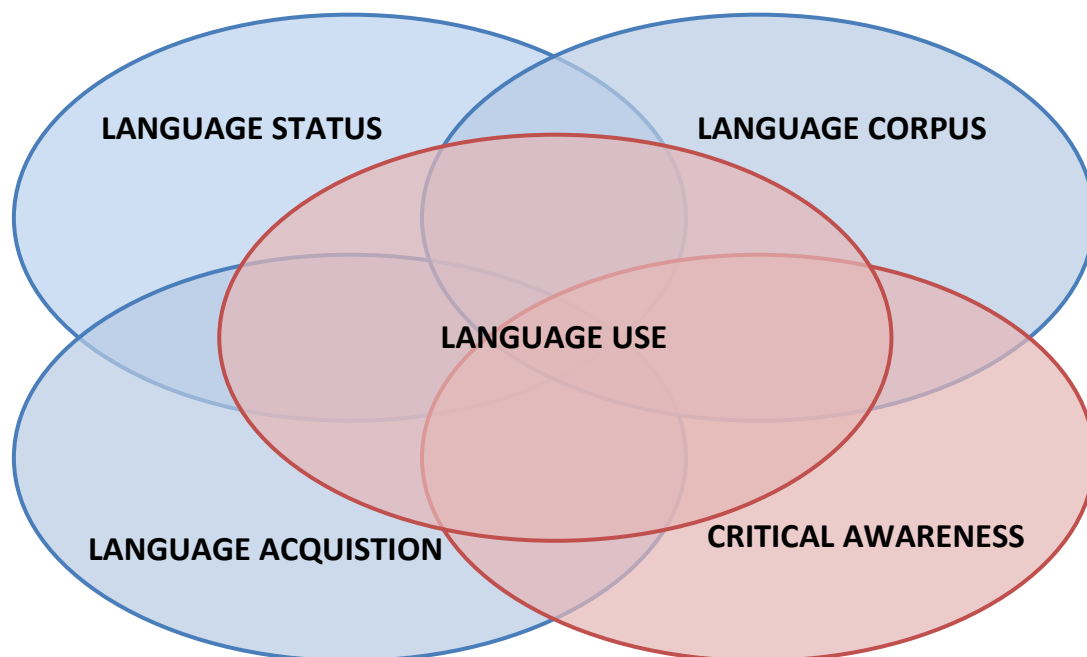 LANGUAGE STATUS
LANGUAGE CORPUS
LANGUAGE USE
LANGUAGE ACQUISTION
CRITICAL AWARENESS